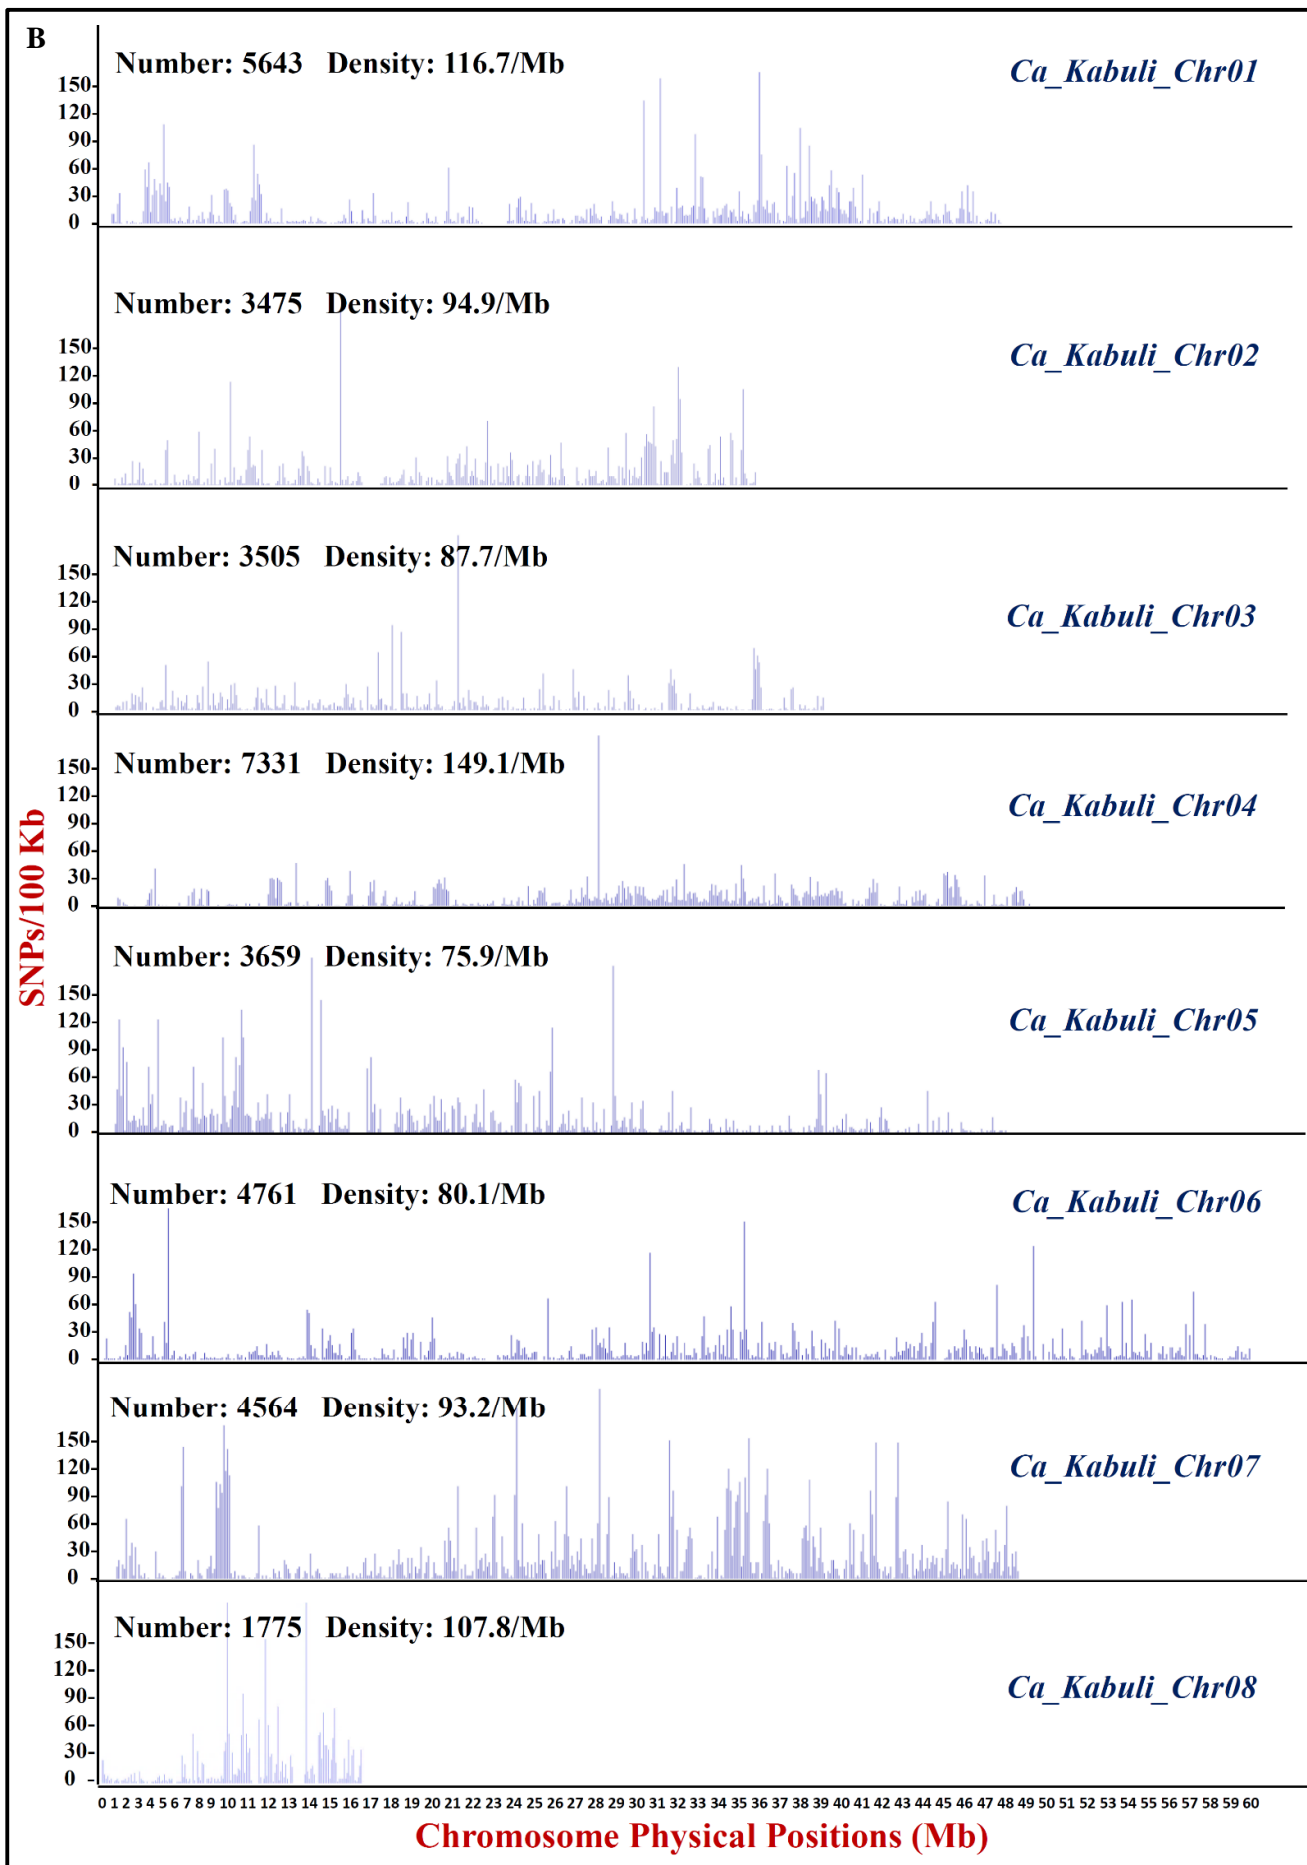 B
Number: 5643 Density: 116.7/Mb
Ca_Kabuli_Chr01
150
120
90
60
30
0
Number: 3475 Density: 94.9/Mb
Ca_Kabuli_Chr02
150
120
90
60
30
0
Number: 3505 Density: 87.7/Mb
Ca_Kabuli_Chr03
150
120
90
60
30
0
Number: 7331 Density: 149.1/Mb
Ca_Kabuli_Chr04
150
120
90
60
30
0
SNPs/100 Kb
Number: 3659 Density: 75.9/Mb
Ca_Kabuli_Chr05
150
120
90
60
30
0
Number: 4761 Density: 80.1/Mb
Ca_Kabuli_Chr06
150
120
90
60
30
0
Number: 4564 Density: 93.2/Mb
Ca_Kabuli_Chr07
150
120
90
60
30
0
Number: 1775 Density: 107.8/Mb
Ca_Kabuli_Chr08
150
120
90
60
30
0
0 1 2 3 4 5 6 7 8 9 10 11 12 13 14 15 16 17 18 19 20 21 22 23 24 25 26 27 28 29 30 31 32 33 34 35 36 37 38 39 40 41 42 43 44 45 46 47 48 49 50 51 52 53 54 55 56 57 58 59 60
Chromosome Physical Positions (Mb)